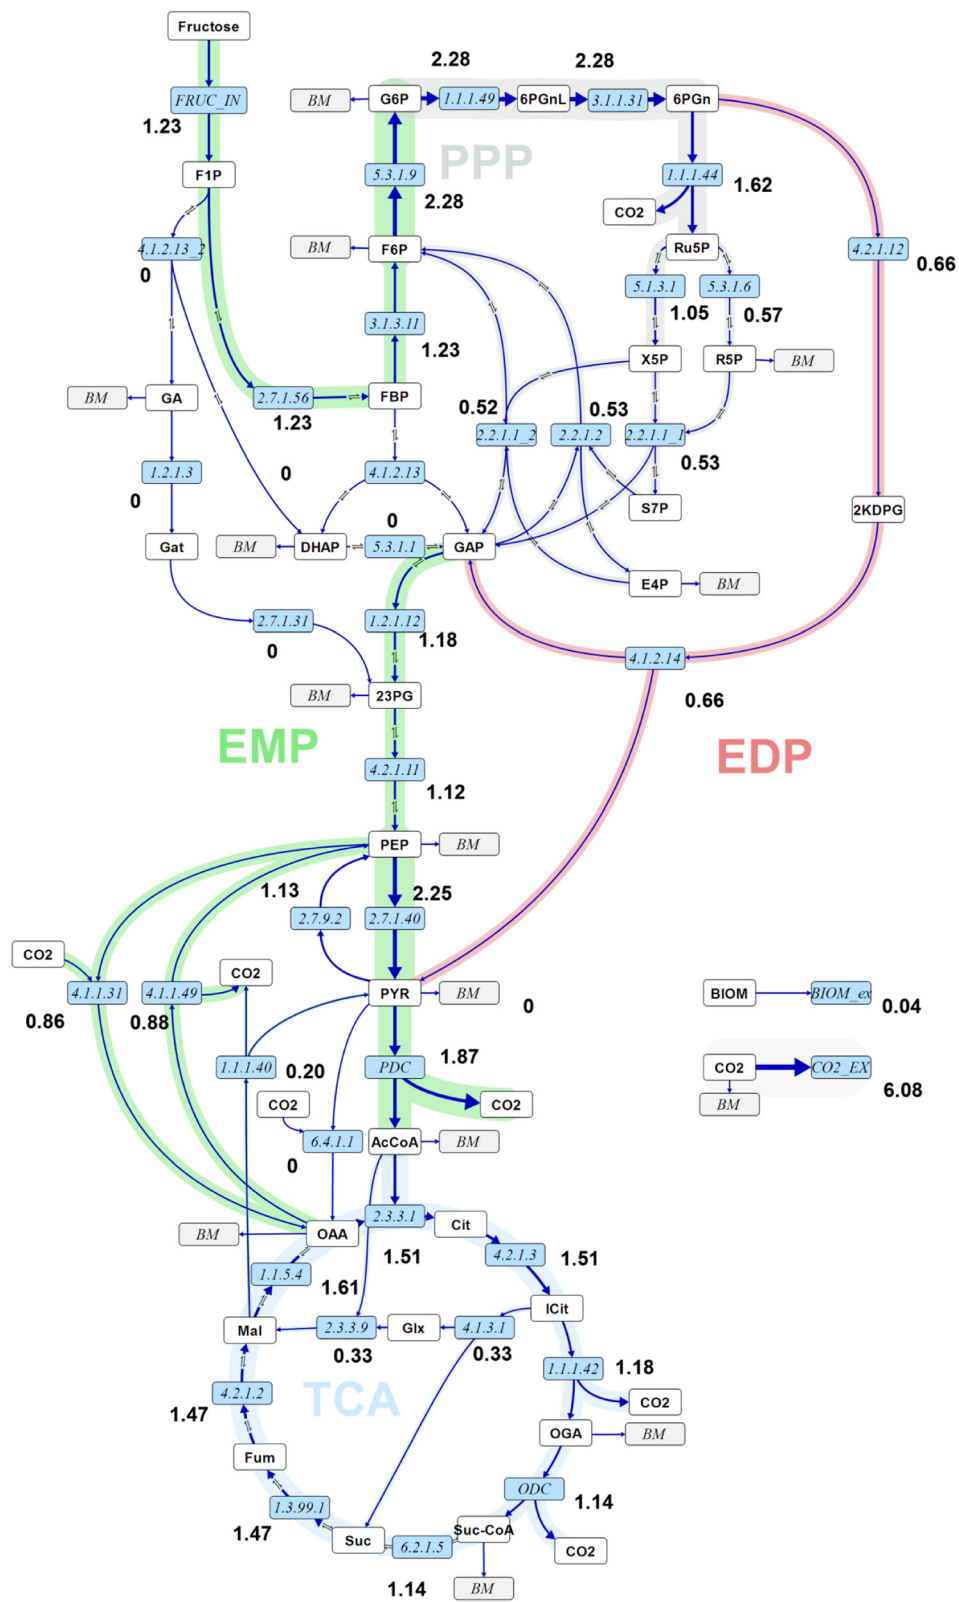 Fructose
2.28
2.28
BM
G6P
1.1.1.49
6PGnL
3.1.1.31
6PGn
FRUC_IN
1.23
PPP
F1P
5.3.1.9
1.1.1.44
1.62
2.28
CO2
4.1.2.13_2
0
BM
F6P
Ru5P
4.2.1.12
0.66
5.3.1.1
5.3.1.6
1.05
0.57
3.1.3.11
1.23
X5P
R5P
BM
BM
GA
2.7.1.56
FBP
1.23
0.52
0.53
2.2.1.1_2
2.2.1.2
2.2.1.1_1
0.53
1.2.1.3
0
0
4.1.2.13
S7P
2KDPG
0
Gat
BM
DHAP
5.3.1.1
GAP
E4P
BM
2.7.1.31
0
1.2.1.12
1.18
4.1.2.14
BM
23PG
0.66
EMP
EDP
4.2.1.11
1.12
PEP
BM
1.13
2.25
2.7.9.2
2.7.1.40
CO2
CO2
4.1.1.31
4.1.1.49
0.86
0.88
PYR
BM
0
BIOM
BIOM_ex
0.04
1.1.1.40
0.20
PDC
1.87
CO2
CO2_EX
6.08
BM
CO2
CO2
6.4.1.1
0
AcCoA
BM
BM
OAA
2.3.3.1
Cit
1.51
4.2.1.3
1.51
1.1.5.4
1.61
ICit
Mal
2.3.3.9
Glx
4.1.3.1
0.33
0.33
1.1.1.42
1.18
4.2.1.2
1.47
TCA
CO2
OGA
BM
Fum
ODC
1.14
1.3.99.1
1.47
Suc
6.2.1.5
Suc-CoA
CO2
1.14
BM